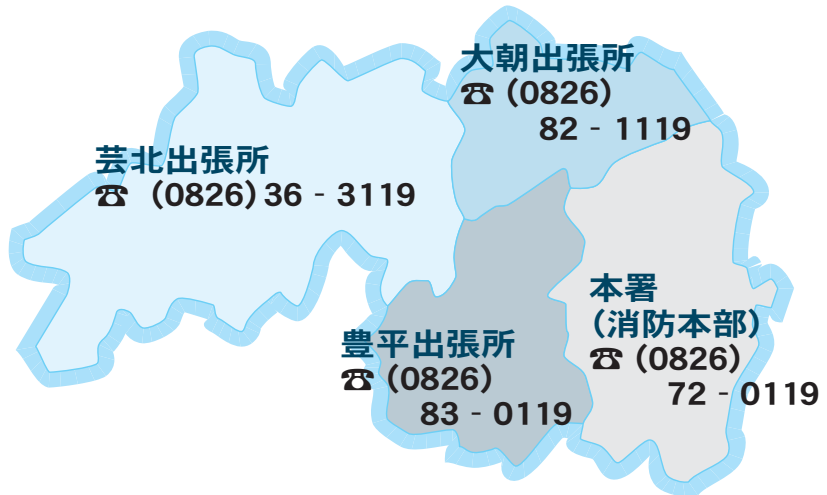 大朝出張所
☎（0826）
82 - 1119
芸北出張所
☎（0826）36 - 3119
本署
（消防本部）
☎（0826）
72 - 0119
豊平出張所
☎（0826）
83 - 0119